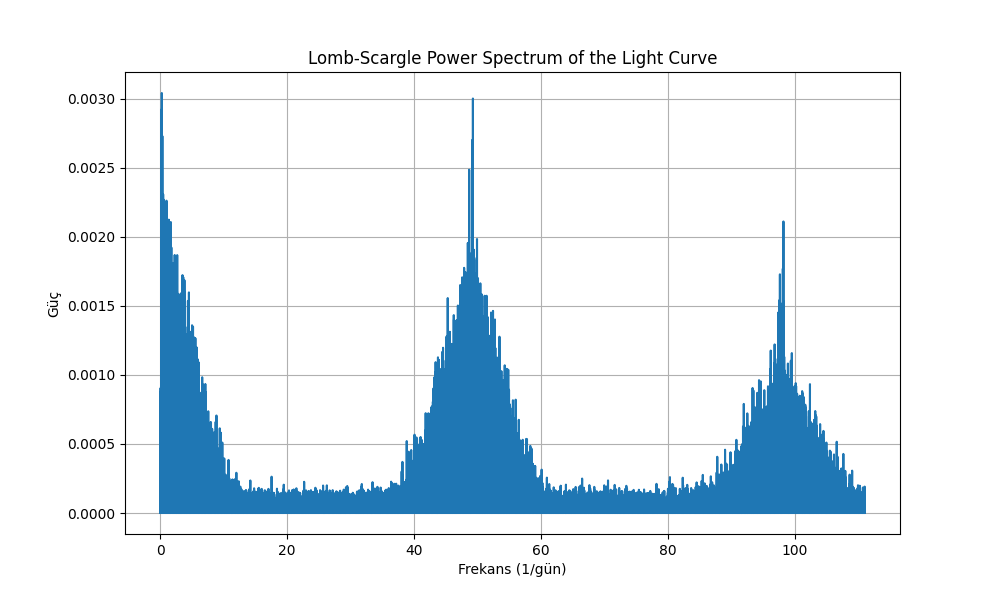 Lomb-Scargle Power Spectrum of the Light Curve
0.0030
0.0025
0.0020
0.0015
0.0010
0.0005
0.0000
Güç
0 20 40 60 80 100
Frekans (1/gün)